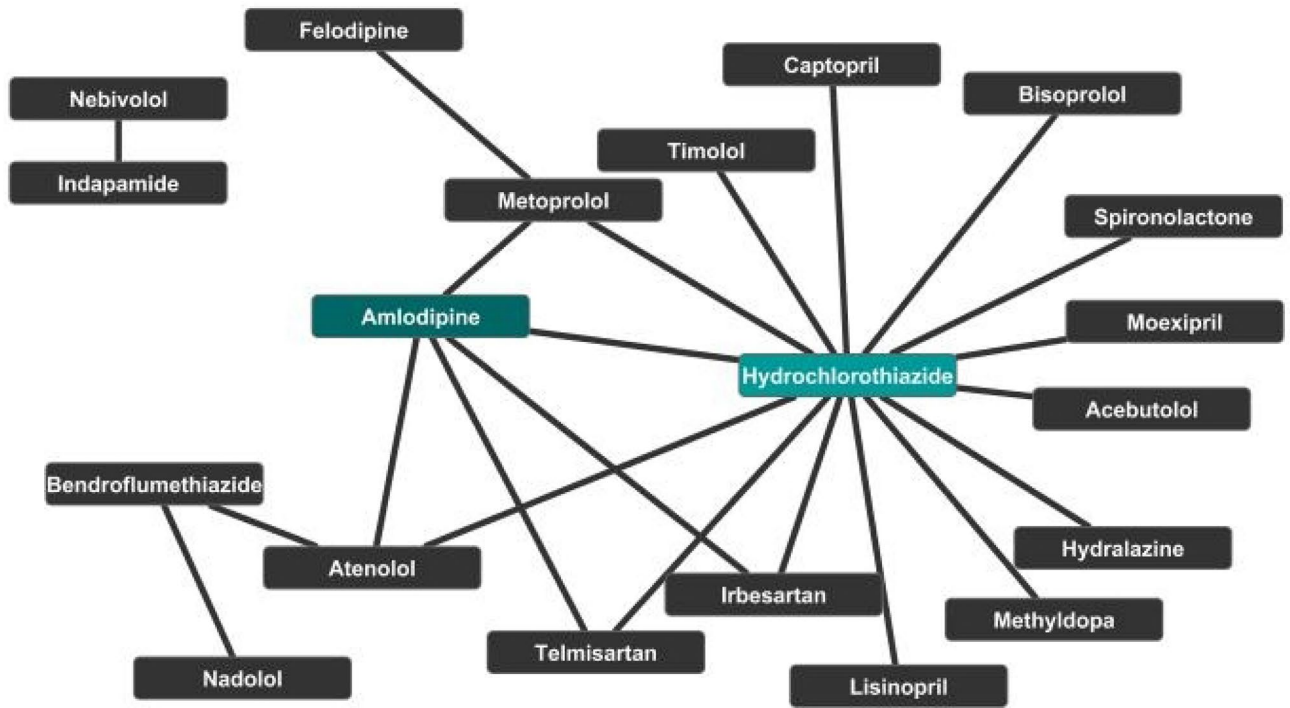 Felodipine
Captopril
Nebivolol
Bisoprolol
Timolol
Indapamide
Metoprolol
Spironolactone
Amlodipine
Moexipril
Hydrochlorothiazide
Acebutolol
Bendroflumethiazide
Hydralazine
Atenolol
Irbesartan
Methyldopa
Telmisartan
Nadolol
Lisinopril